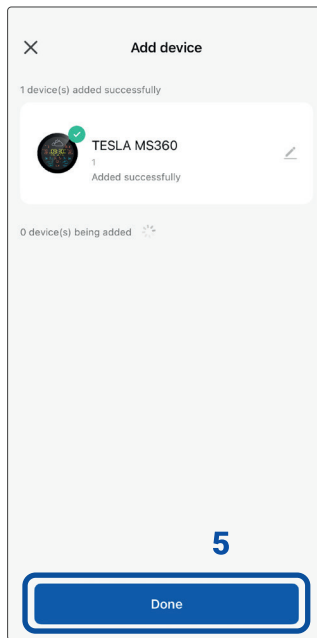 Add device
1 device(s) added successfully
TESLA MS360
1
Added successfully
0 device(s) being added
5
Done